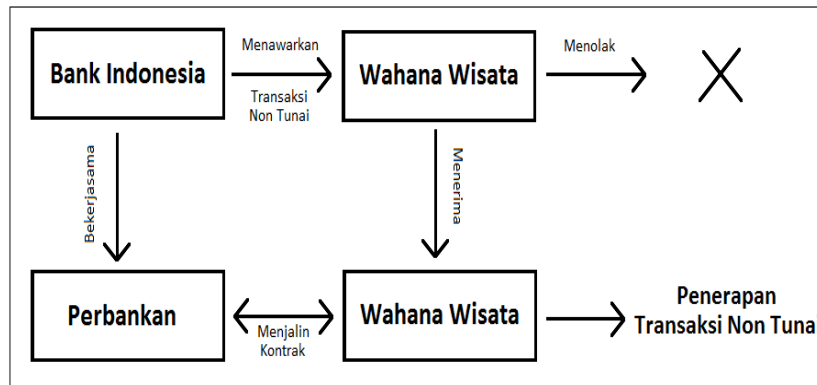 Bank Indonesia
Menawarkan
Transaksi
Non Tunai
Wahana Wisata
Menolak
Bekerjasama
Menerima
Perbankan
Menjalin
Kontrak
Wahana Wisata
Penerapan
Transaksi Non Tunai